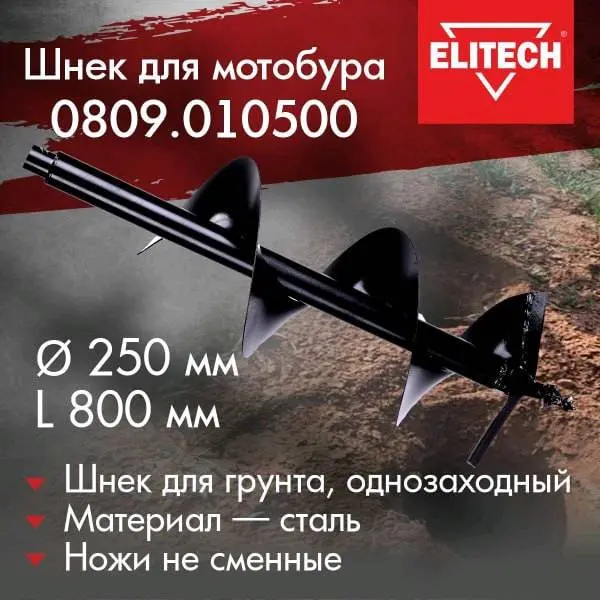 Шнек для мотобура
0809.010500
ELITECH®
Ø 250 мм
L 800 мм
Шнек для грунта, однозаходный
Материал — сталь
Ножи не сменные